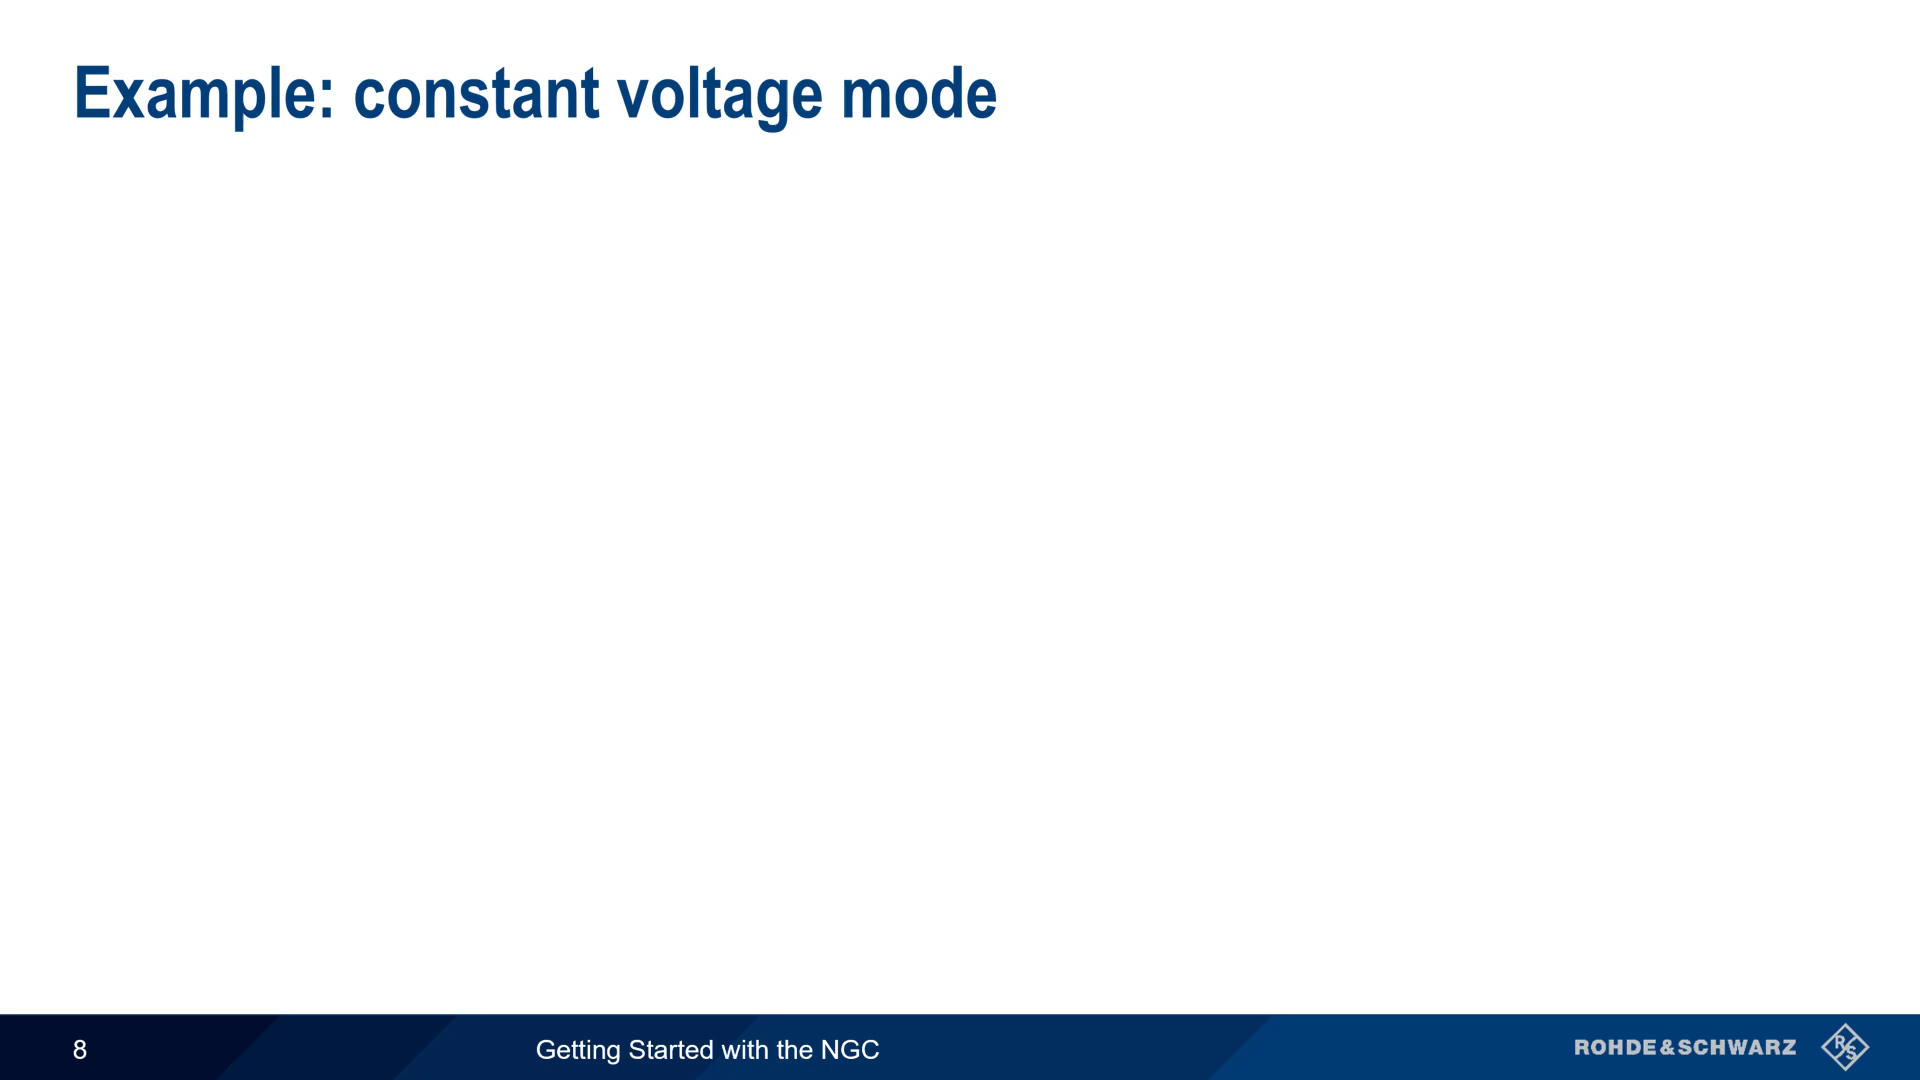 Example: constant voltage mode
8
Getting Started with the NGC
ROHDE&SCHWARZ
R
S